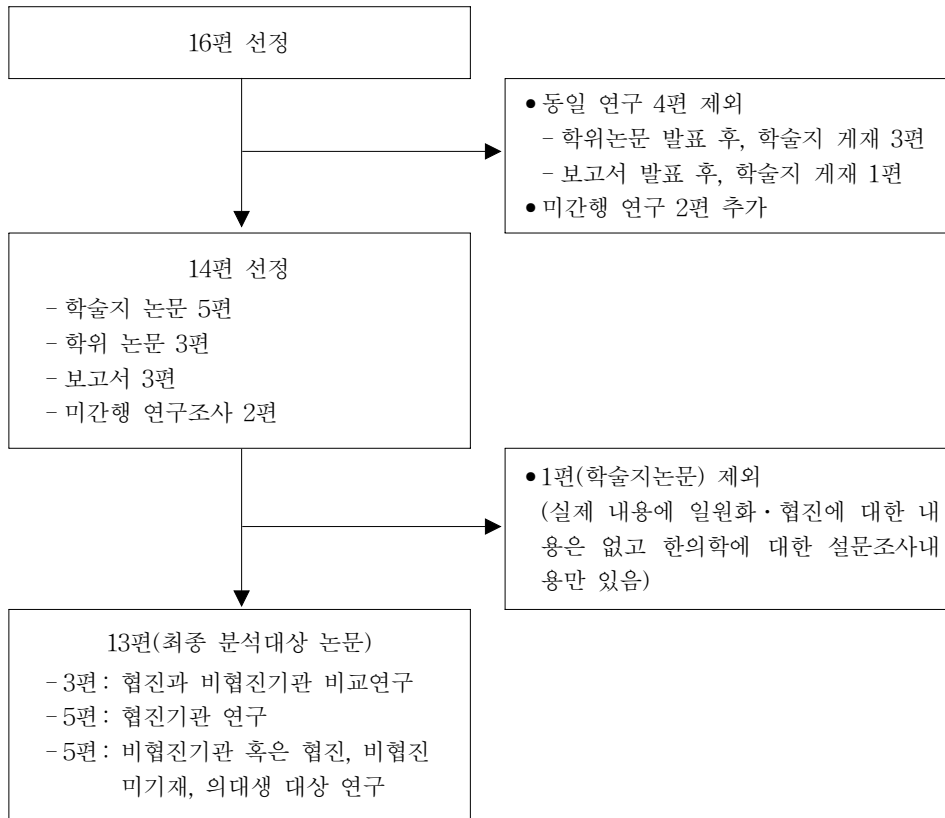 16편 선정
• 동일 연구 4편 제외
- 학위논문 발표 후, 학술지 게재 3편
- 보고서 발표 후, 학술지 게재 1편
• 미간행 연구 2편 추가
14편 선정
- 학술지 논문 5편
- 학위 논문 3편
- 보고서 3편
- 미간행 연구조사 2편
• 1편(학술지논문) 제외
(실제 내용에 일원화・협진에 대한 내
용은 없고 한의학에 대한 설문조사내
용만 있음)
13편(최종 분석대상 논문)
- 3편: 협진과 비협진기관 비교연구
- 5편: 협진기관 연구
- 5편: 비협진기관 혹은 협진, 비협진
미기재, 의대생 대상 연구